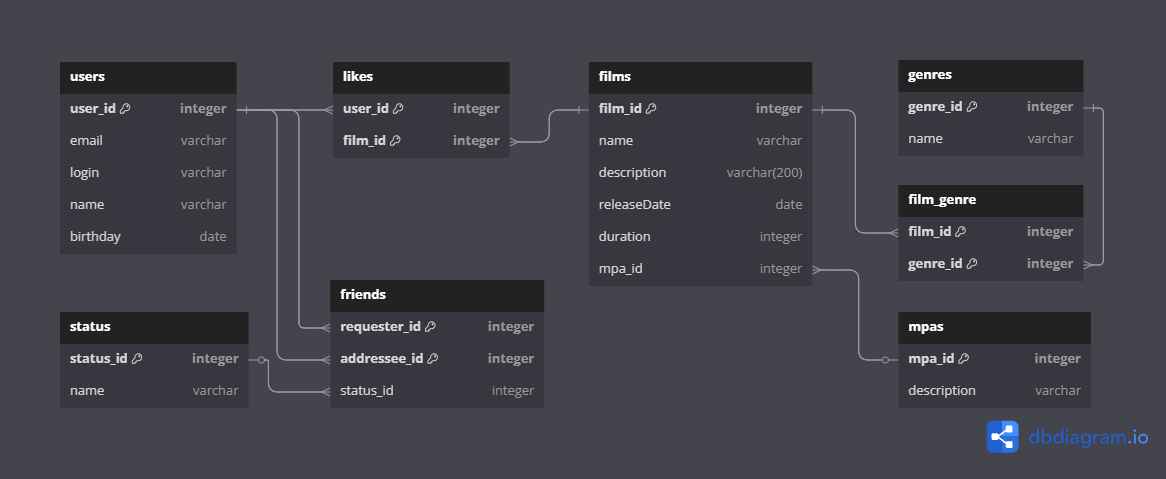 users
user_id integer
email varchar
login varchar
name varchar
birthday date
likes
user_id integer
film_id integer
films
film_id integer
name varchar
description varchar(200)
releaseDate date
duration integer
mpa_id integer
genres
genre_id integer
name varchar
film_genre
film_id integer
genre_id integer
status
status_id integer
name varchar
friends
requester_id integer
addressee_id integer
status_id integer
mpas
mpa_id integer
description varchar
dbdiagram.io